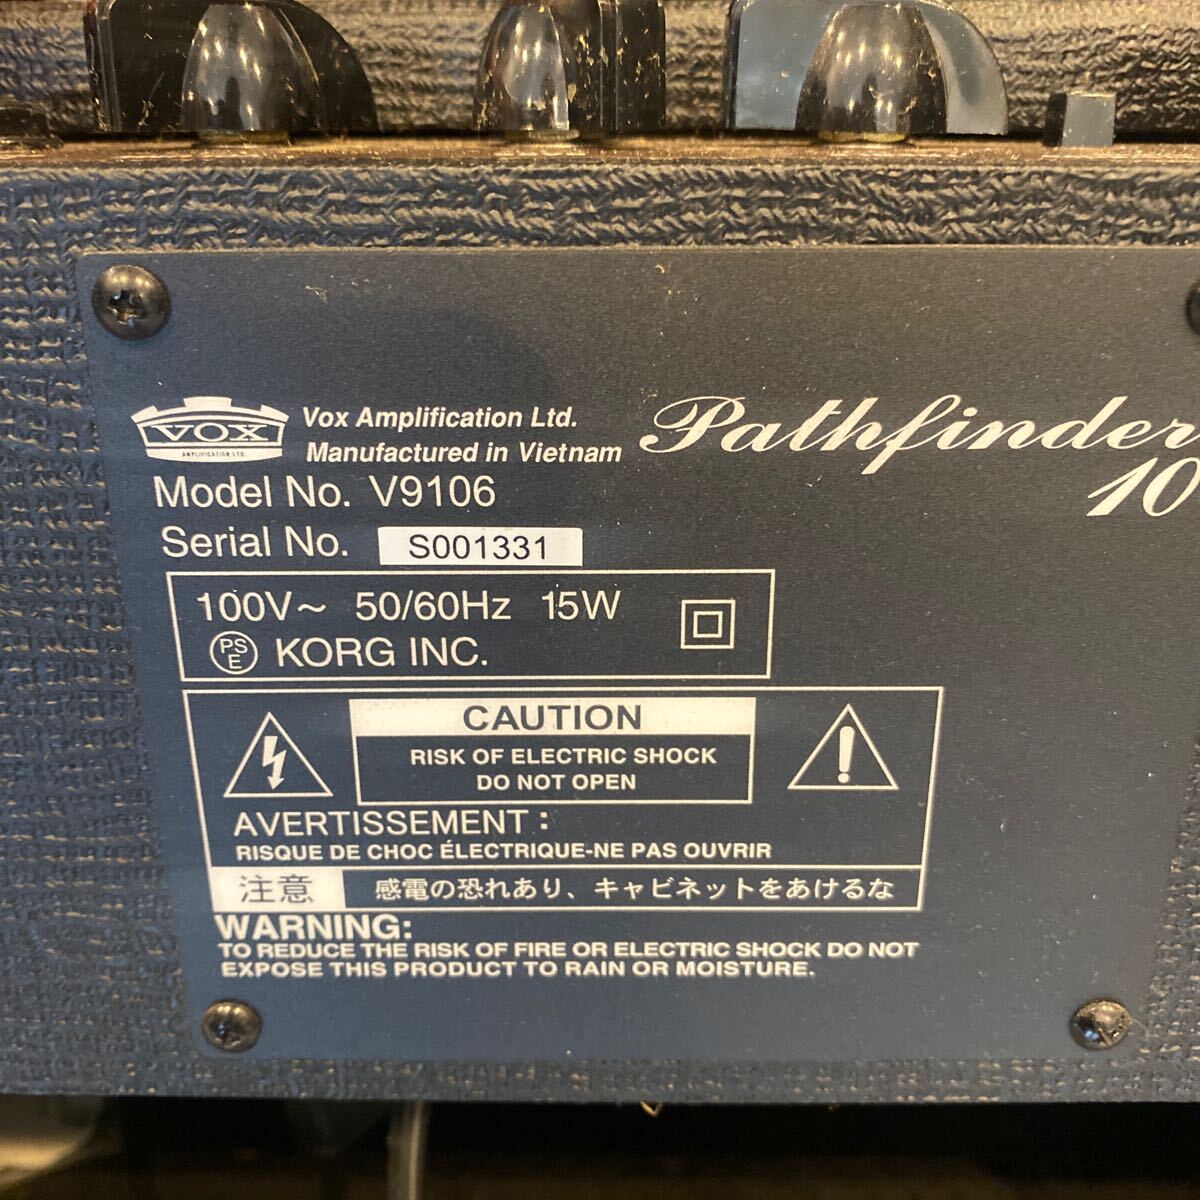 VOX
AMPLIFICATION LTD.
Vox Amplification Ltd.
Manufactured in Vietnam
Pathfinder
10
Model No. V9106
Serial No. S001331
100V~ 50/60Hz 15W
PS
E
KORG INC.
CAUTION
RISK OF ELECTRIC SHOCK
DO NOT OPEN
AVERTISSEMENT :
RISQUE DE CHOC ÉLECTRIQUE-NE PAS OUVRIR
注意 感電の恐れあり、キャビネットをあけるな
WARNING:
TO REDUCE THE RISK OF FIRE OR ELECTRIC SHOCK DO NOT
EXPOSE THIS PRODUCT TO RAIN OR MOISTURE.